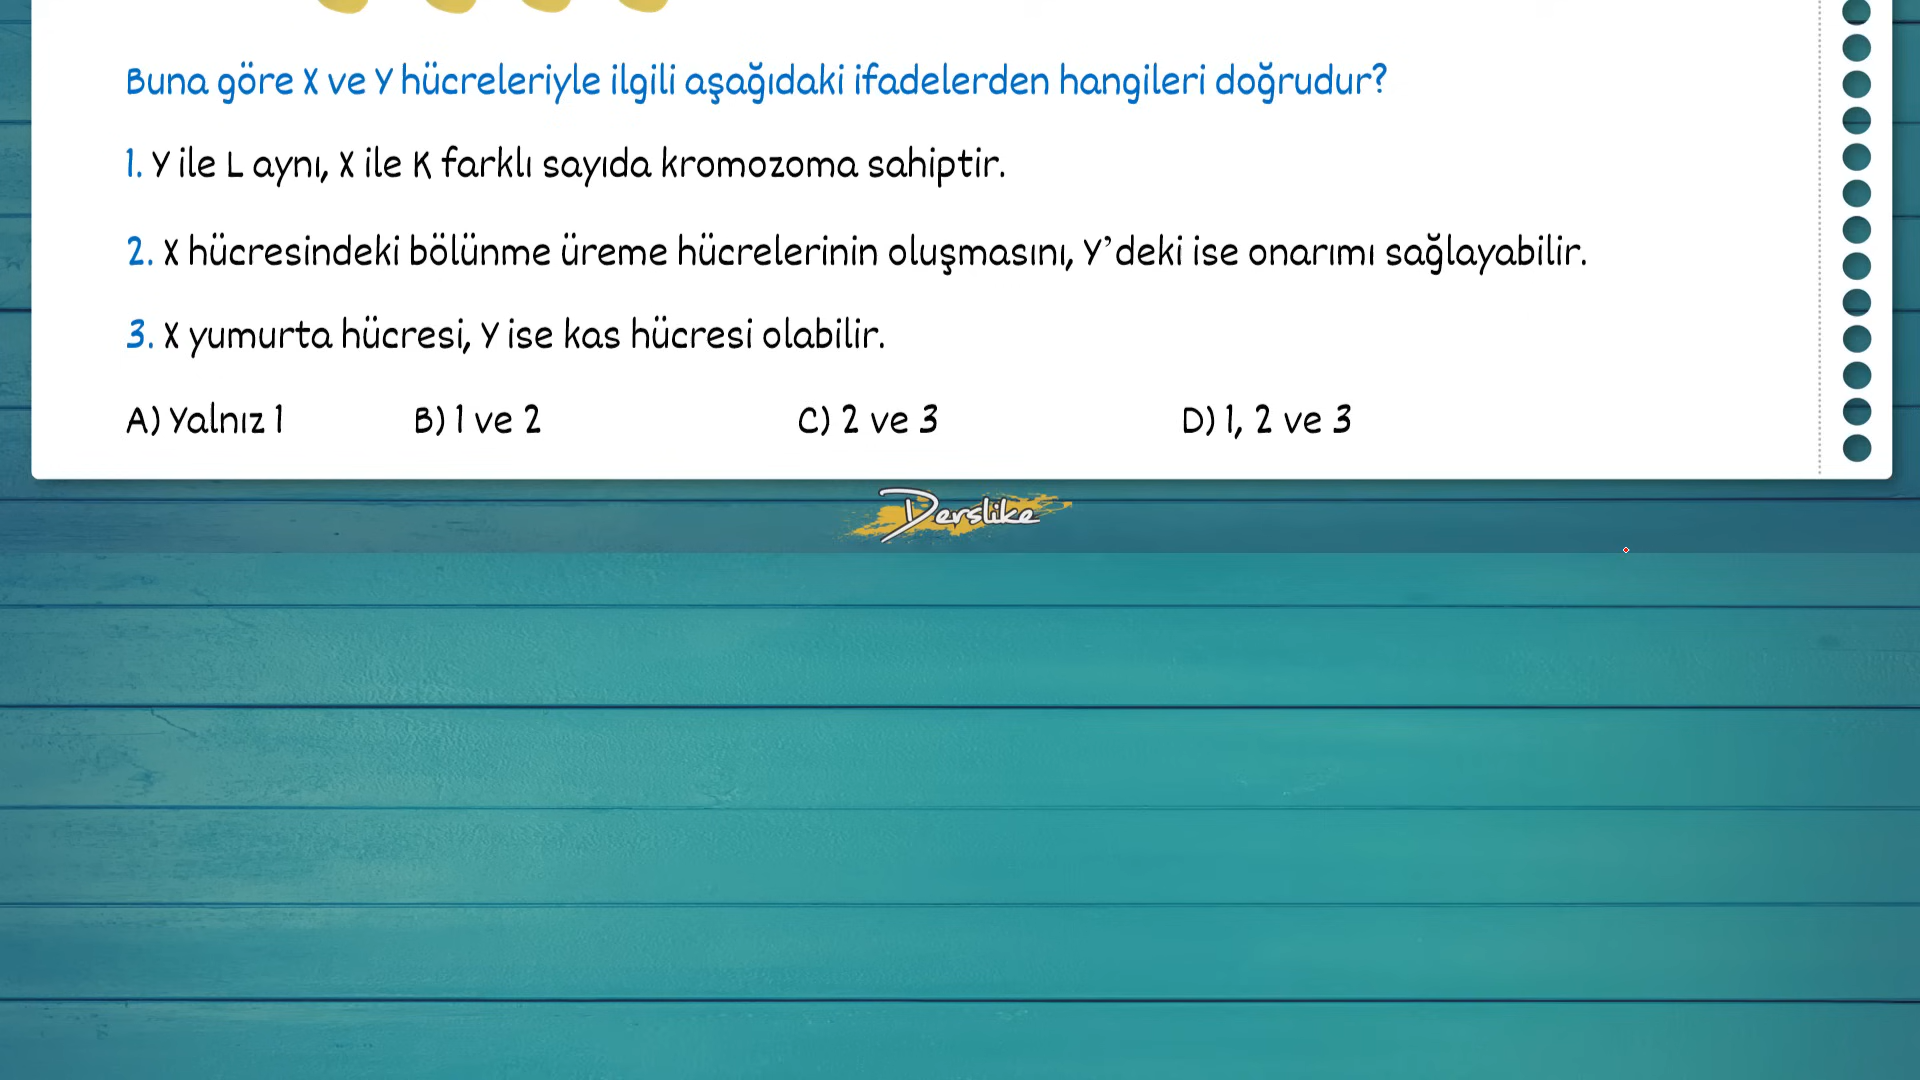 Buna göre X ve Y hücreleriyle ilgili aşağıdaki ifadelerden hangileri doğrudur?
1. Y ile L aynı, X ile K farklı sayıda kromozoma sahiptir.
2. X hücresindeki bölünme üreme hücrelerinin oluşmasını, Y’deki ise onarımı sağlayabilir.
3. X yumurta hücresi, Y ise kas hücresi olabilir.
A) Yalnız 1 B) 1 ve 2 C) 2 ve 3 D) 1, 2 ve 3
Derslike